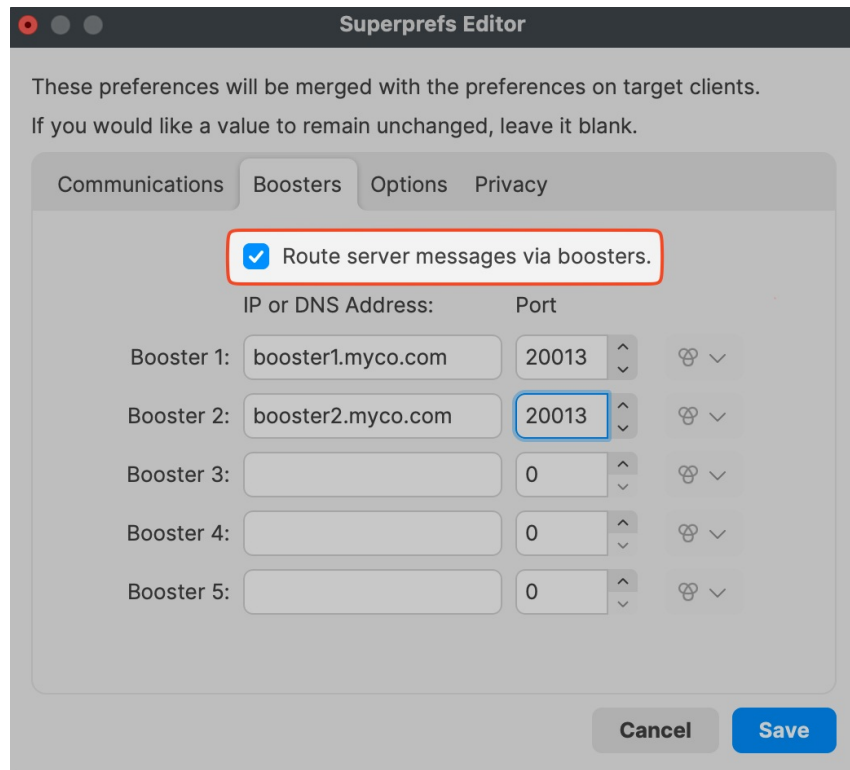 Superprefs Editor
These preferences will be merged with the preferences on target clients.
If you would like a value to remain unchanged, leave it blank.
Communications Boosters Options Privacy
Route server messages via boosters.
IP or DNS Address: Port
Booster 1: booster1.myco.com 20013
Booster 2: booster2.myco.com 20013
Booster 3: 0
Booster 4: 0
Booster 5: 0
Cancel Save